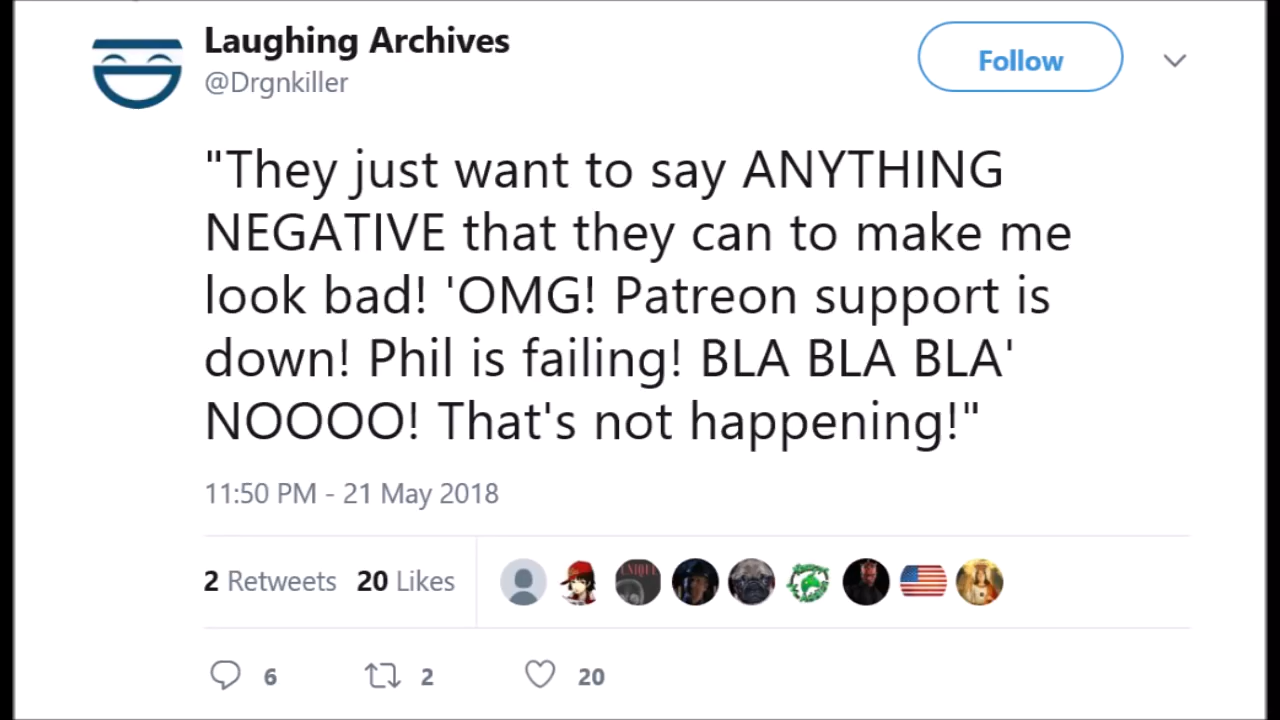 Laughing Archives
@Drgnkiller
Follow
"They just want to say ANYTHING
NEGATIVE that they can to make me
look bad! 'OMG! Patreon support is
down! Phil is failing! BLA BLA BLA'
NOOOO! That's not happening!"
11:50 PM - 21 May 2018
2 Retweets 20 Likes
UNIQUE
6 2 20